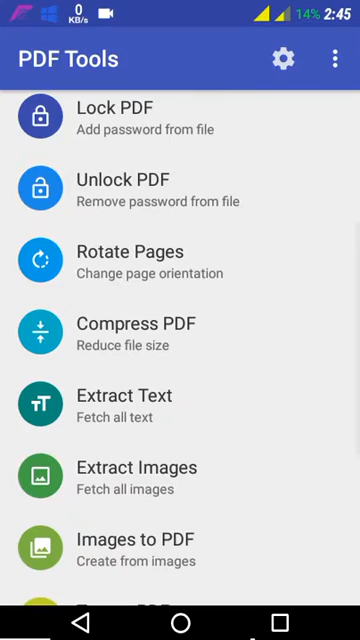 0
KB/s
14% 2:45
PDF Tools
Lock PDF
Add password from file
Unlock PDF
Remove password from file
Rotate Pages
Change page orientation
Compress PDF
Reduce file size
Extract Text
Fetch all text
Extract Images
Fetch all images
Images to PDF
Create from images